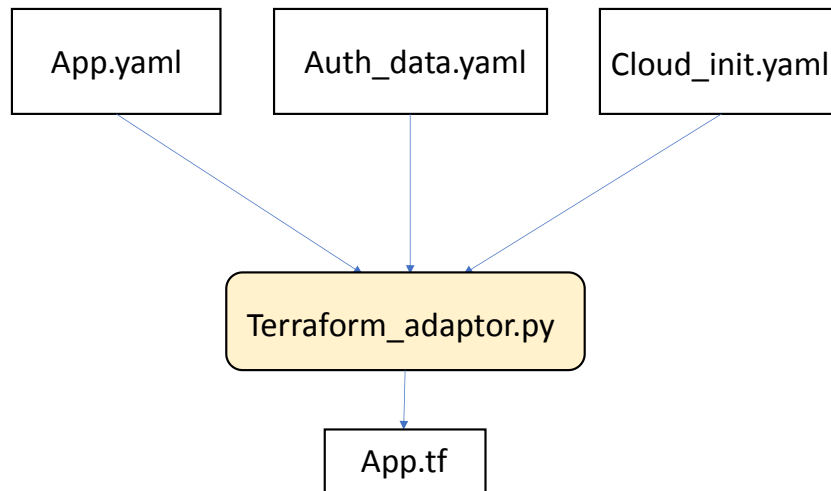 App.yaml
Auth_data.yaml
Cloud_init.yaml
Terraform_adaptor.py
App.tf